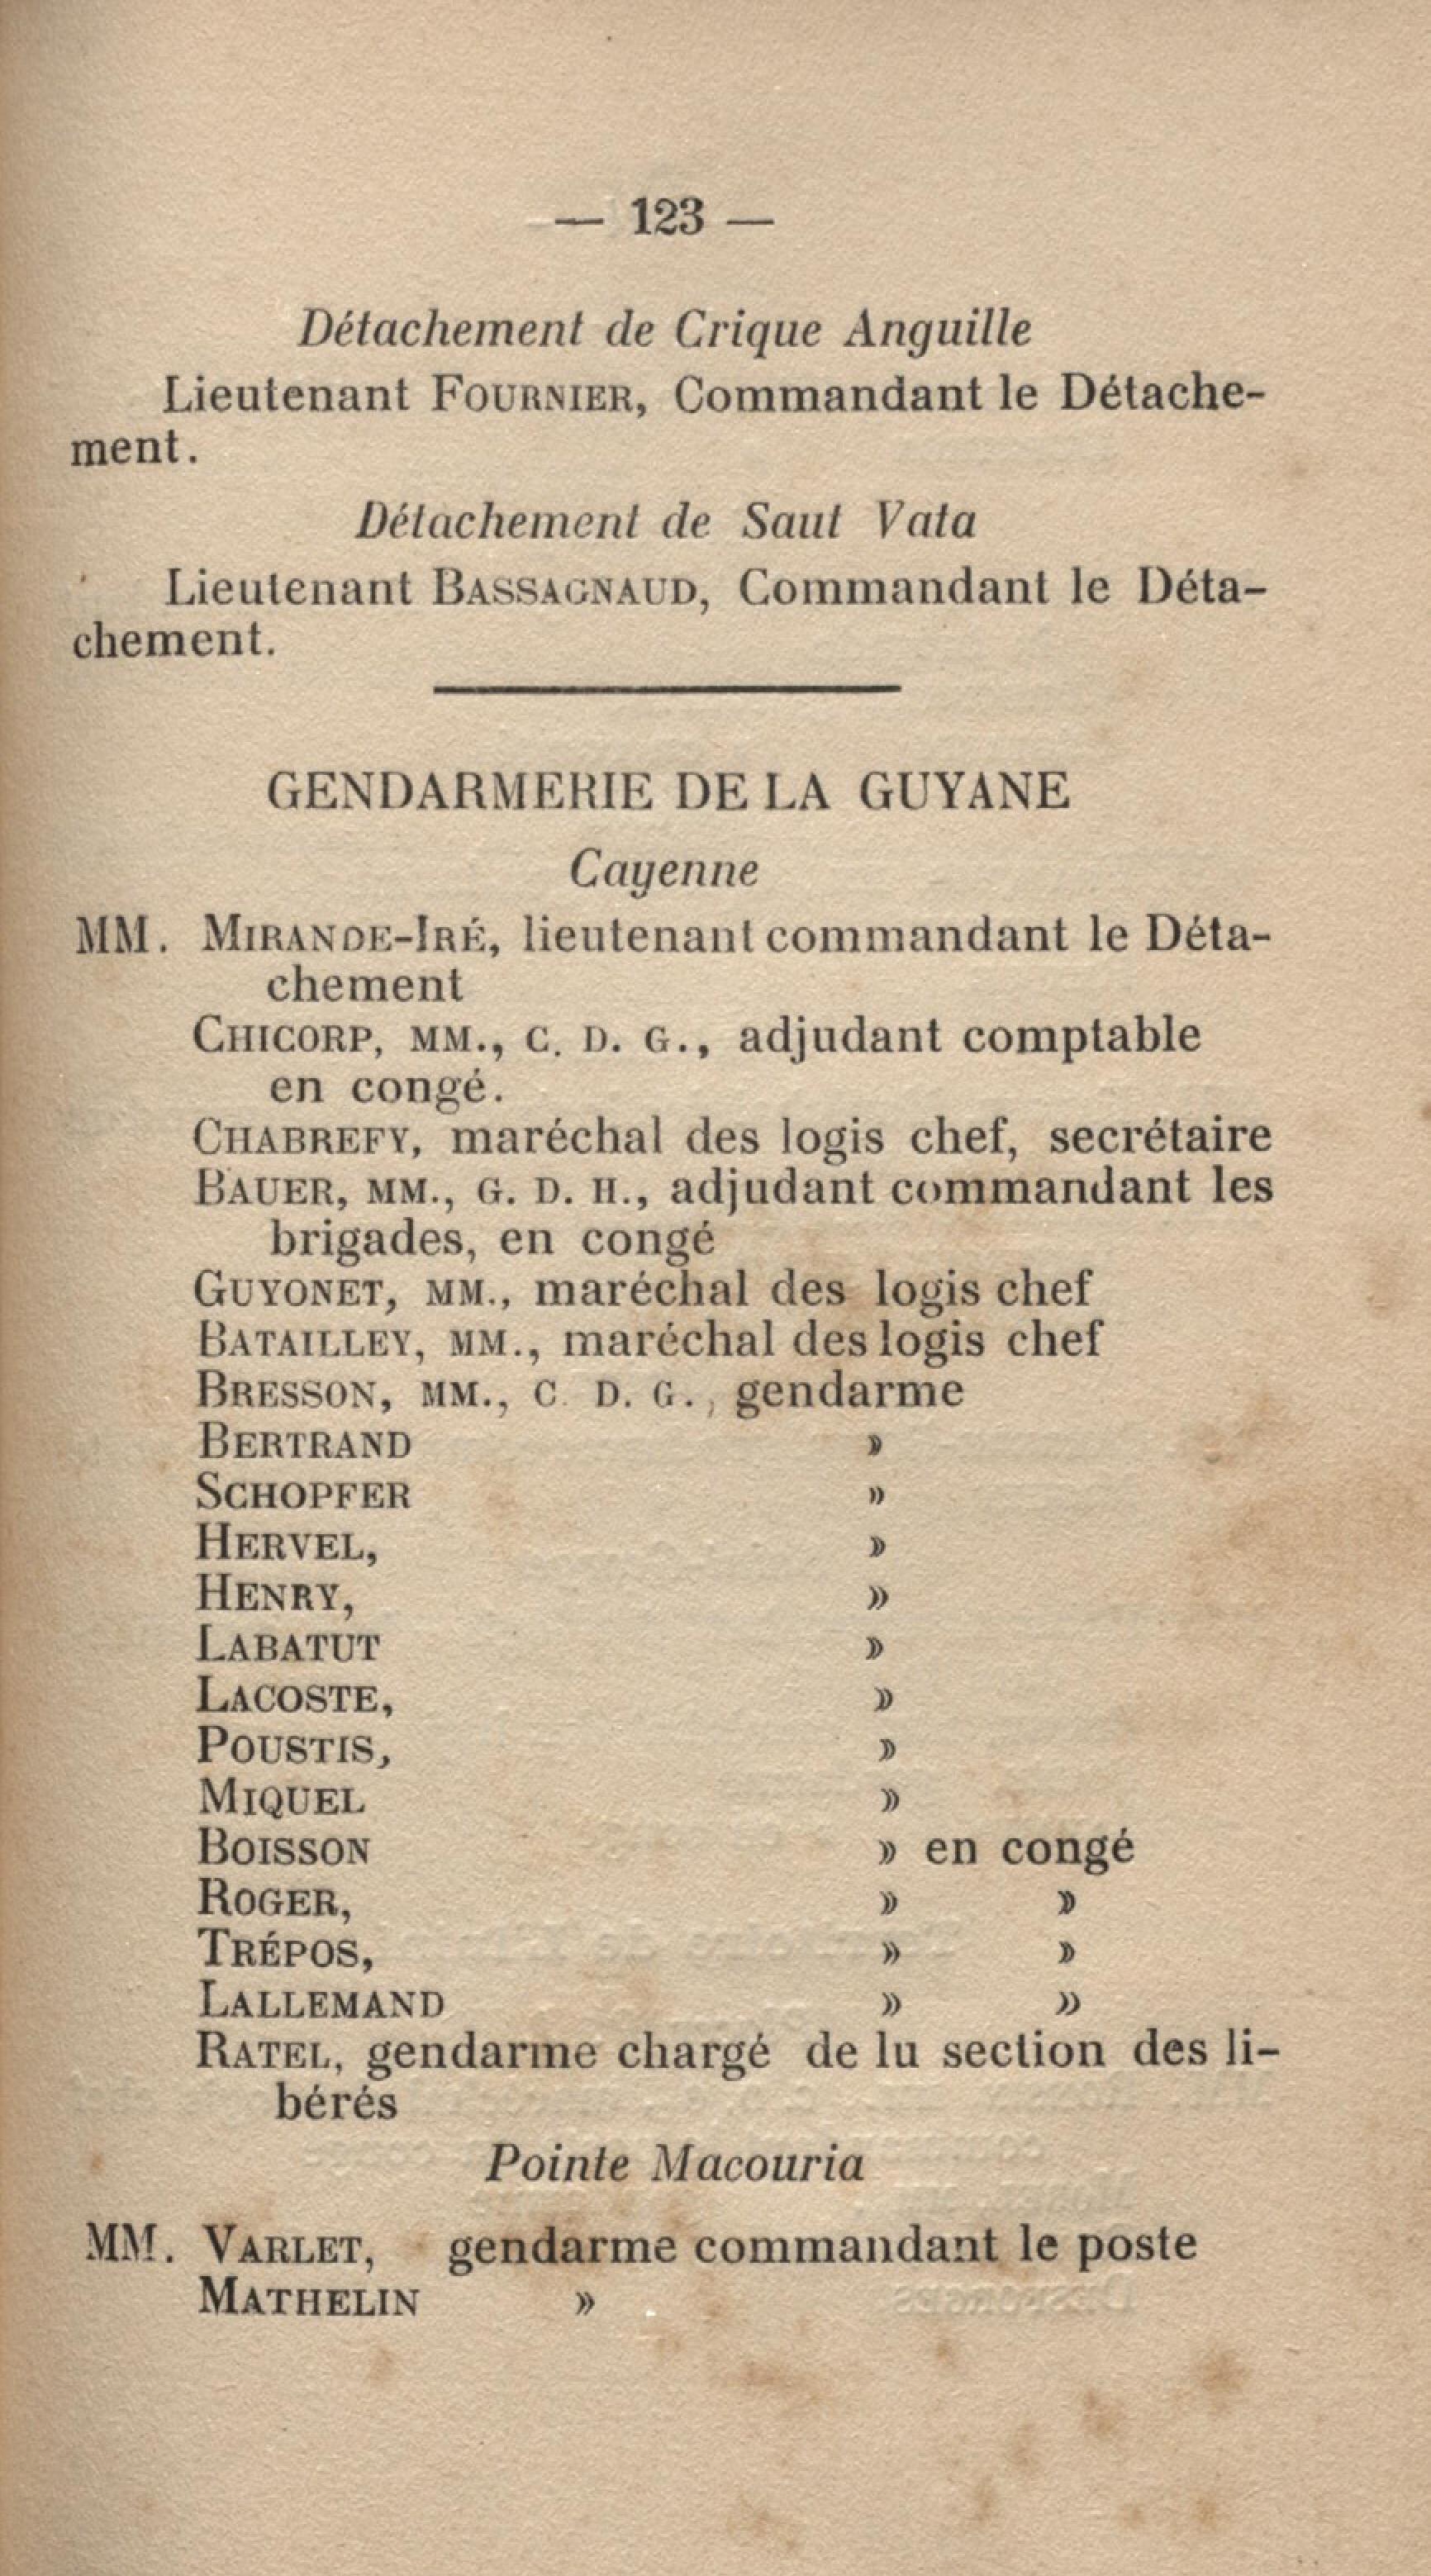 — 123 —
Détachement de Crique Anguille
Lieutenant FOURNIER, Commandant le Détache-
ment.
Détachement de Saut Vata
Lieutenant BASSAGNAUD, Commandant le Déta-
chement.
GENDARMERIE DE LA GUYANE
Cayenne
MM. MIRANDE-IRÉ, lieutenant commandant le Déta-
chement
CHICORP, MM., C. D. G., adjudant comptable
en congé.
CHABREFY, maréchal des logis chef, secrétaire
BAUER, MM., G. D. H., adjudant commandant les
brigades, en congé
GUYONET, MM., maréchal des logis chef
BATAILLEY, MM., maréchal des logis chef
BRESSON, MM., C. D. G., gendarme
BERTRAND »
SCHOPFER »
HERVEL, »
HENRY, »
LABATUT »
LACOSTE, »
POUSTIS, »
MIQUEL »
BOISSON » en congé
ROGER, » »
TRÉPOS, » »
LALLEMAND » »
RATEL, gendarme chargé de lu section des li-
bérés
Pointe Macouria
MM. VARLET, gendarme commandant le poste
MATHELIN »